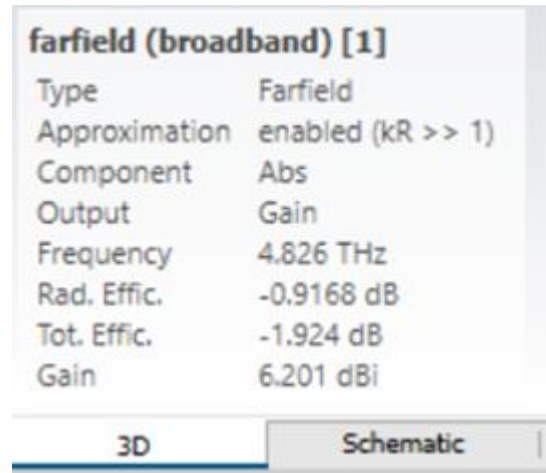 farfield (broadband) [1]
Type Farfield
Approximation enabled (kR >> 1)
Component Abs
Output Gain
Frequency 4.826 THz
Rad. Effic. -0.9168 dB
Tot. Effic. -1.924 dB
Gain 6.201 dBi
3D Schematic